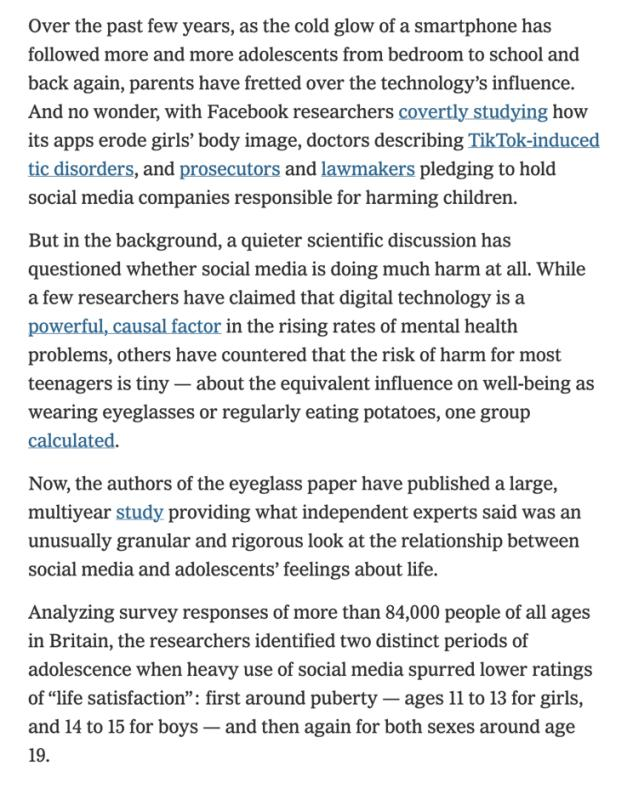 Over the past few years, as the cold glow of a smartphone has
followed more and more adolescents from bedroom to school and
back again, parents have fretted over the technology’s influence.
And no wonder, with Facebook researchers covertly studying how
its apps erode girls’ body image, doctors describing TikTok-induced
tic disorders, and prosecutors and lawmakers pledging to hold
social media companies responsible for harming children.
But in the background, a quieter scientific discussion has
questioned whether social media is doing much harm at all. While
a few researchers have claimed that digital technology is a
powerful, causal factor in the rising rates of mental health
problems, others have countered that the risk of harm for most
teenagers is tiny — about the equivalent influence on well-being as
wearing eyeglasses or regularly eating potatoes, one group
calculated.
Now, the authors of the eyeglass paper have published a large,
multiyear study providing what independent experts said was an
unusually granular and rigorous look at the relationship between
social media and adolescents’ feelings about life.
Analyzing survey responses of more than 84,000 people of all ages
in Britain, the researchers identified two distinct periods of
adolescence when heavy use of social media spurred lower ratings
of “life satisfaction”: first around puberty — ages 11 to 13 for girls,
and 14 to 15 for boys — and then again for both sexes around age
19.